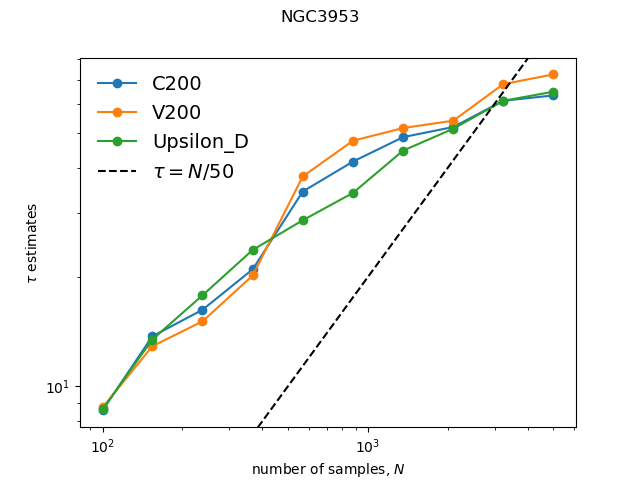 NGC3953
C200
V200
Upsilon_D
τ = N/50
τ estimates
10¹
10² 10³
number of samples, N